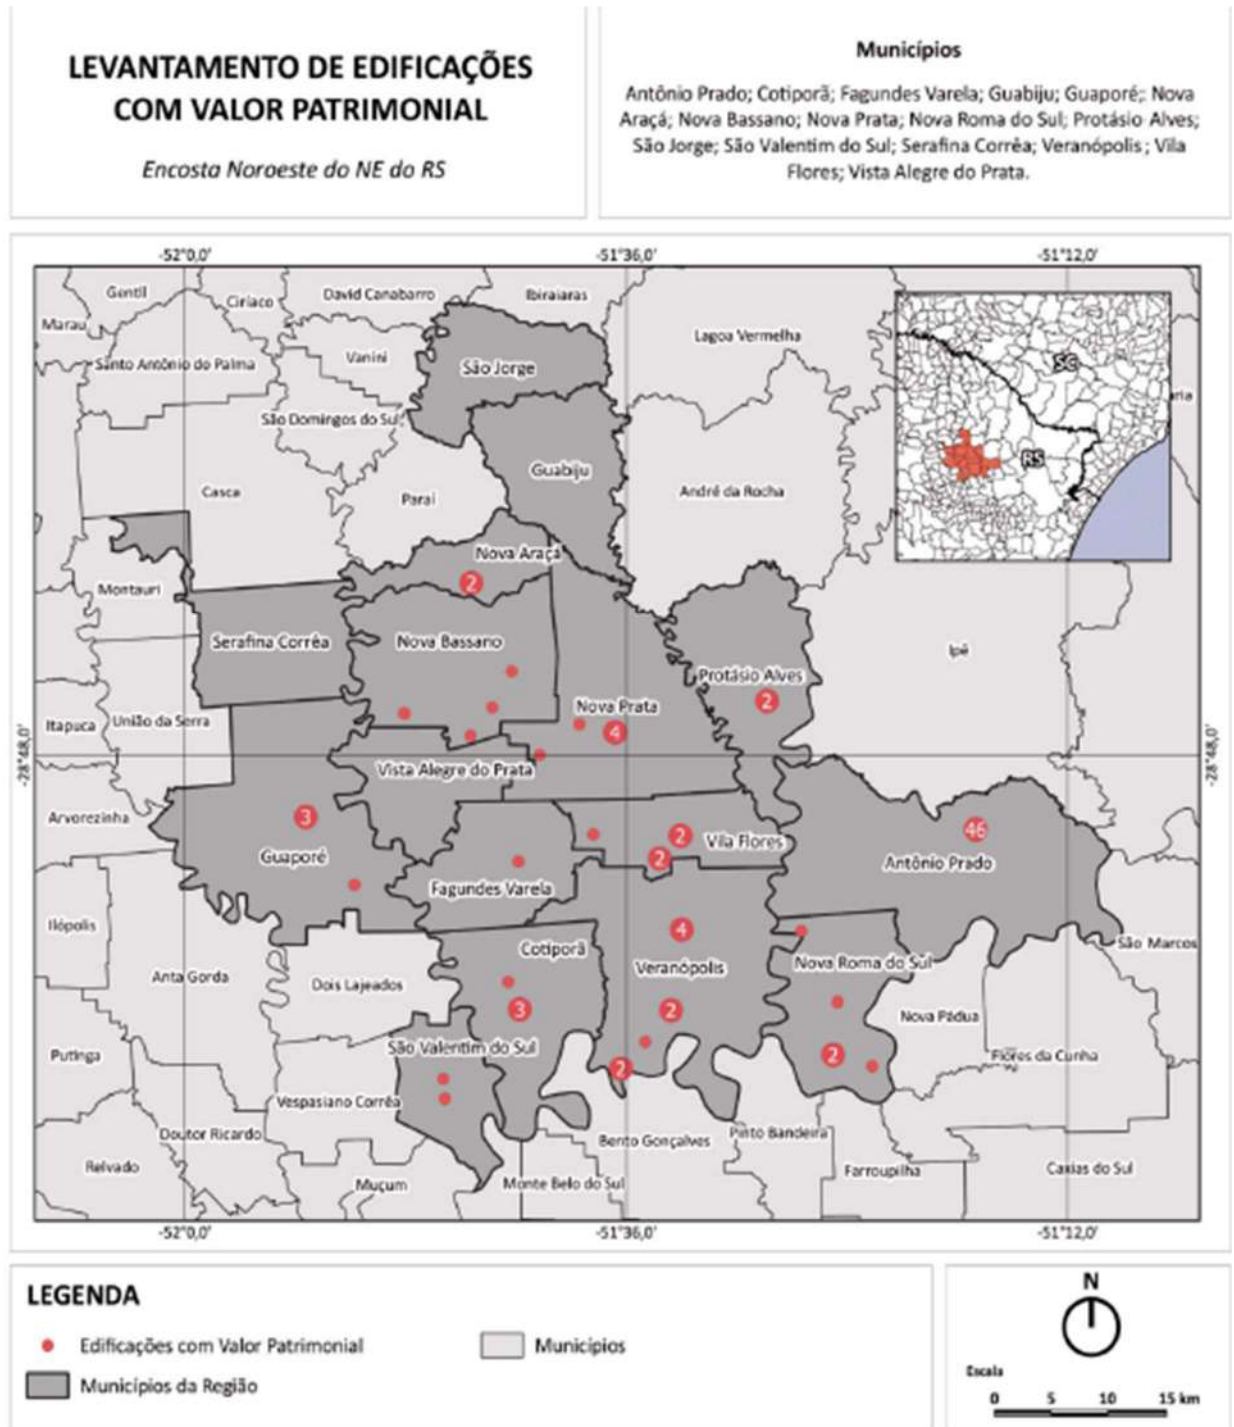 LEVANTAMENTO DE EDIFICAÇÕES
COM VALOR PATRIMONIAL
Encosta Noroeste do NE do RS
Municípios
Antônio Prado; Cotiporã; Fagundes Varela; Guabiju; Guaporé; Nova
Araçá; Nova Bassano; Nova Prata; Nova Roma do Sul; Protásio Alves;
São Jorge; São Valentim do Sul; Serafina Corrêa; Veranópolis; Vila
Flores; Vista Alegre do Prata.
-52°0,0'
-51°36,0'
-51°12,0'
Gentil
Ciríaco
David Canabarro
Ibiraiaras
Marau
Lagoa Vermelha
Santo Antônio do Palma
Vanini
São Jorge
SC
ria
São Domingos do Sul
Guabiju
RS
Casca
Paraí
André da Rocha
Nova Araçá
2
Montauri
Serafina Corrêa
Nova Bassano
Ipê
Protásio Alves
2
Nova Prata
4
Itapuca
União da Serra
-28°48,0'
-28°48,0'
Vista Alegre do Prata
Arvorezinha
3
Guaporé
2
Vila Flores
2
46
Antônio Prado
Fagundes Varela
Ilópolis
4
São Marcos
Cotiporã
Veranópolis
Nova Roma do Sul
Anta Gorda
Dois Lajeados
3
2
Nova Pádua
Putinga
São Valentim do Sul
2
2
Flores da Cunha
Vespasiano Corrêa
Doutor Ricardo
Bento Gonçalves
Pinto Bandeira
Relvado
Muçum
Monte Belo do Sul
Farroupilha
Caxias do Sul
-52°0,0'
-51°36,0'
-51°12,0'
LEGENDA
Edificações com Valor Patrimonial
Municípios
Municípios da Região
N
Escala
0 5 10 15 km